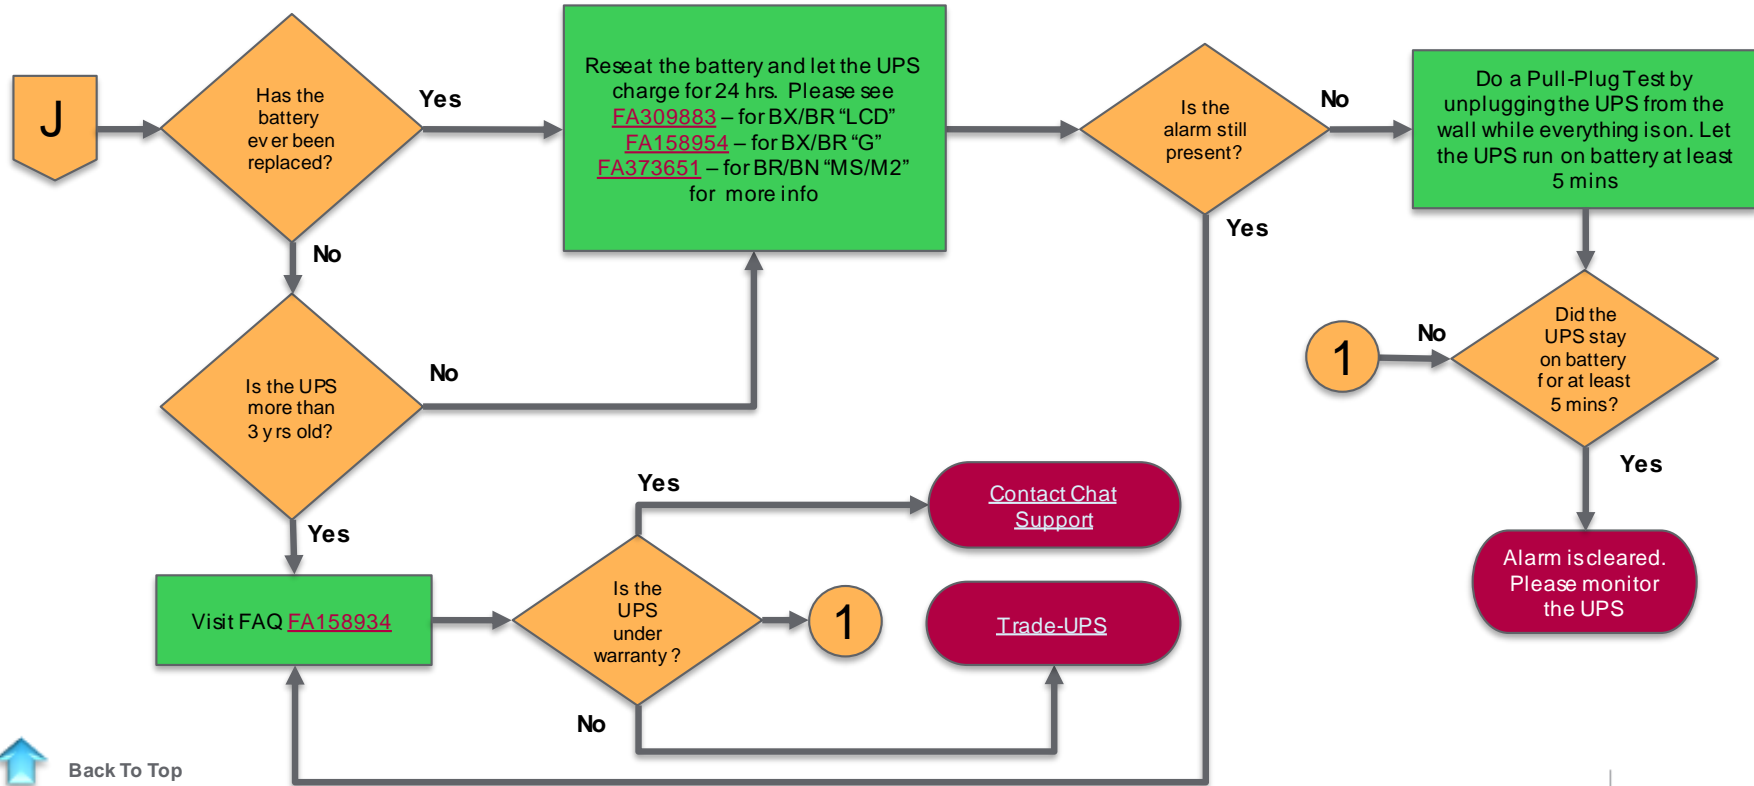 J
Has the
battery
ever been
replaced?
Yes
No
Reseat the battery and let the UPS
charge for 24 hrs. Please see
FA309883 – for BX/BR “LCD”
FA158954 – for BX/BR “G”
FA373651 – for BR/BN “MS/M2”
for more info
Is the
alarm still
present?
No
Yes
Do a Pull-Plug Test by
unplugging the UPS from the
wall while everything is on. Let
the UPS run on battery at least
5 mins
Is the UPS
more than
3 yrs old?
No
Yes
1
No
Did the
UPS stay
on battery
for at least
5 mins?
Yes
Alarm is cleared.
Please monitor
the UPS
Visit FAQ FA158934
Is the
UPS
under
warranty?
Yes
No
1
Contact Chat
Support
Trade-UPS
Back To Top